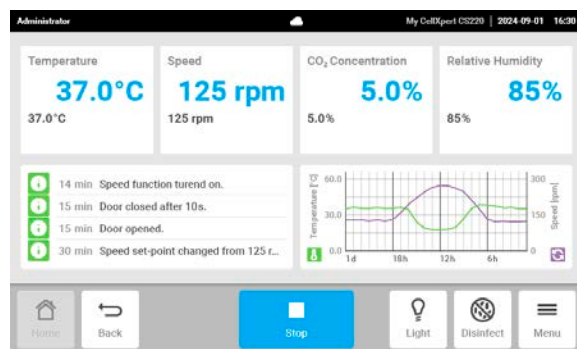 Administrator My CellXpert CS220 | 2024-09-01 16:30
Temperature
37.0°C
37.0°C
Speed
125 rpm
125 rpm
CO₂ Concentration
5.0%
5.0%
Relative Humidity
85%
85%
14 min Speed function turend on.
15 min Door closed after 10s.
15 min Door opened.
30 min Speed set-point changed from 125 r...
Temperature [°C]
60.0
30.0
0.0
1d 18h 12h 6h
300
150
0
Speed [rpm]
Home
Back
Stop
Light
Disinfect
Menu